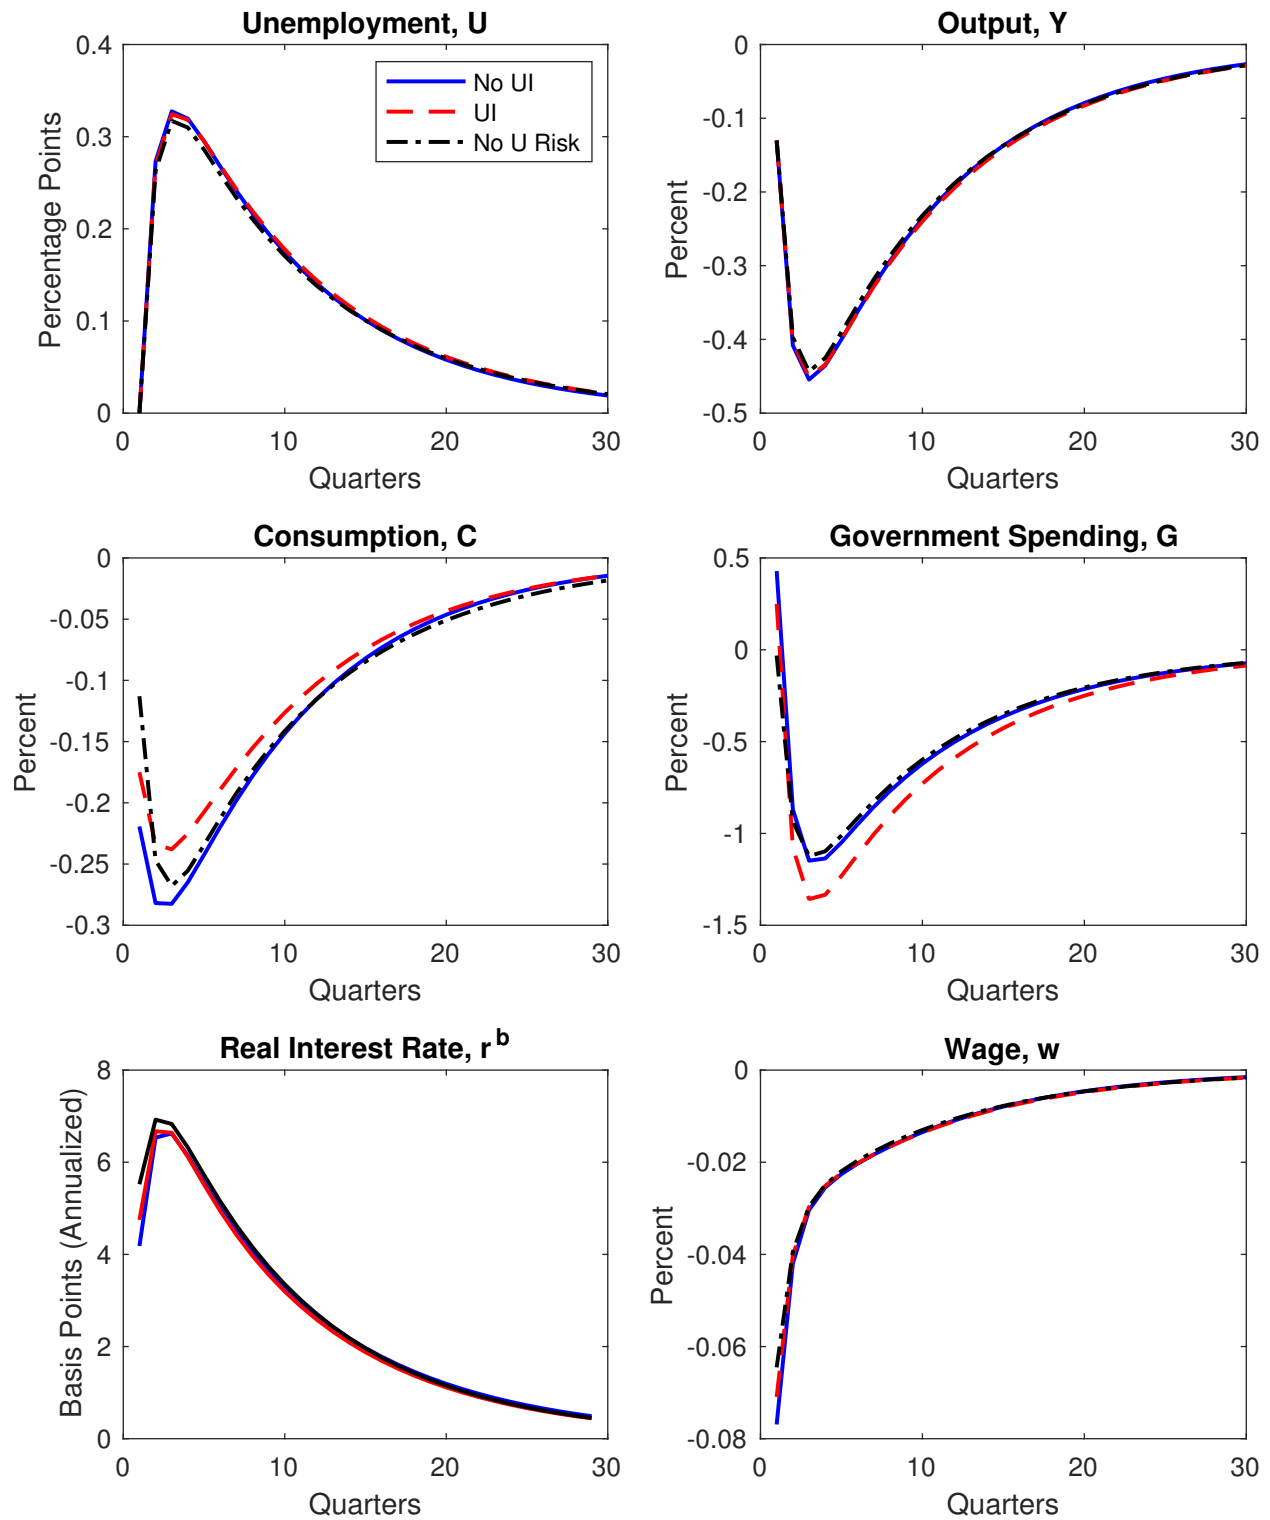 Unemployment, U
0.4
0.3
0.2
0.1
0
Percentage Points
No UI
UI
No U Risk
0 10 20 30
Quarters
Output, Y
0
-0.1
-0.2
-0.3
-0.4
-0.5
Percent
0 10 20 30
Quarters
Consumption, C
0
-0.05
-0.1
-0.15
-0.2
-0.25
-0.3
Percent
0 10 20 30
Quarters
Government Spending, G
0.5
0
-0.5
-1
-1.5
Percent
0 10 20 30
Quarters
Real Interest Rate, r^b
8
6
4
2
0
Basis Points (Annualized)
0 10 20 30
Quarters
Wage, w
0
-0.02
-0.04
-0.06
-0.08
Percent
0 10 20 30
Quarters